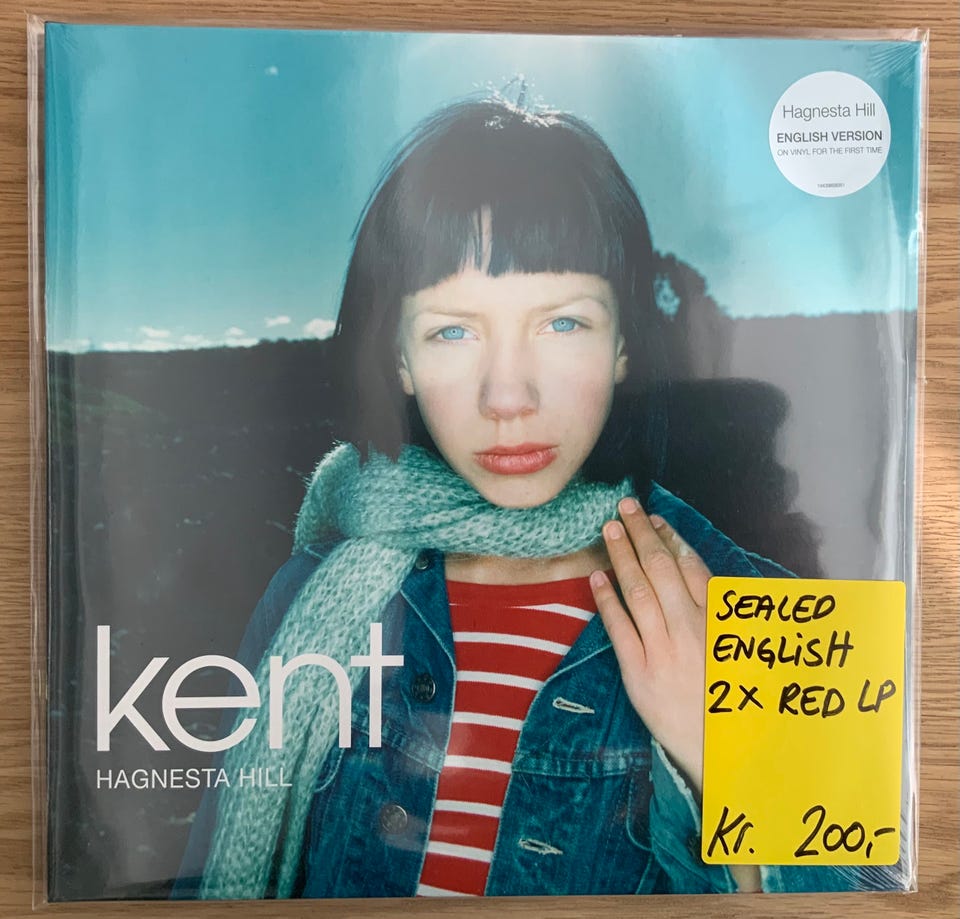 Hagnesta Hill
ENGLISH VERSION
ON VINYL FOR THE FIRST TIME
kent
HAGNESTA HILL
SEALED
ENGLISH
2X RED LP
Kr. 200,-